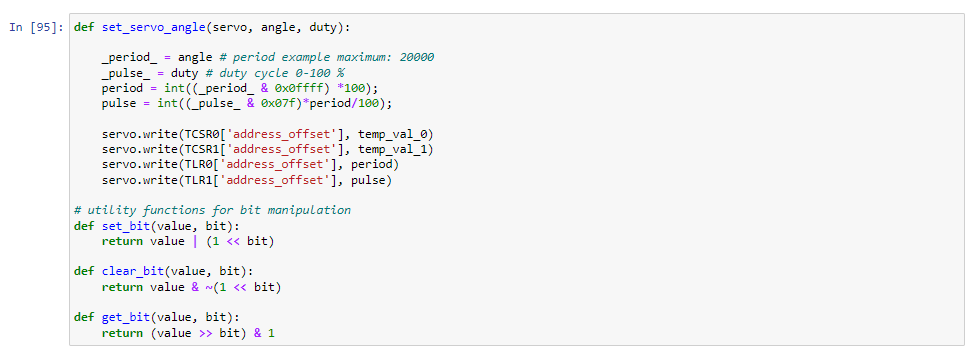 In [95]: def set_servo_angle(servo, angle, duty):
_period_ = angle # period example maximum: 20000
_pulse_ = duty # duty cycle 0-100 %
period = int((_period_ & 0x0ffff) *100);
pulse = int((_pulse_ & 0x07f)*period/100);
servo.write(TCSR0['address_offset'], temp_val_0)
servo.write(TCSR1['address_offset'], temp_val_1)
servo.write(TLR0['address_offset'], period)
servo.write(TLR1['address_offset'], pulse)
# utility functions for bit manipulation
def set_bit(value, bit):
return value | (1 << bit)
def clear_bit(value, bit):
return value & ~(1 << bit)
def get_bit(value, bit):
return (value >> bit) & 1